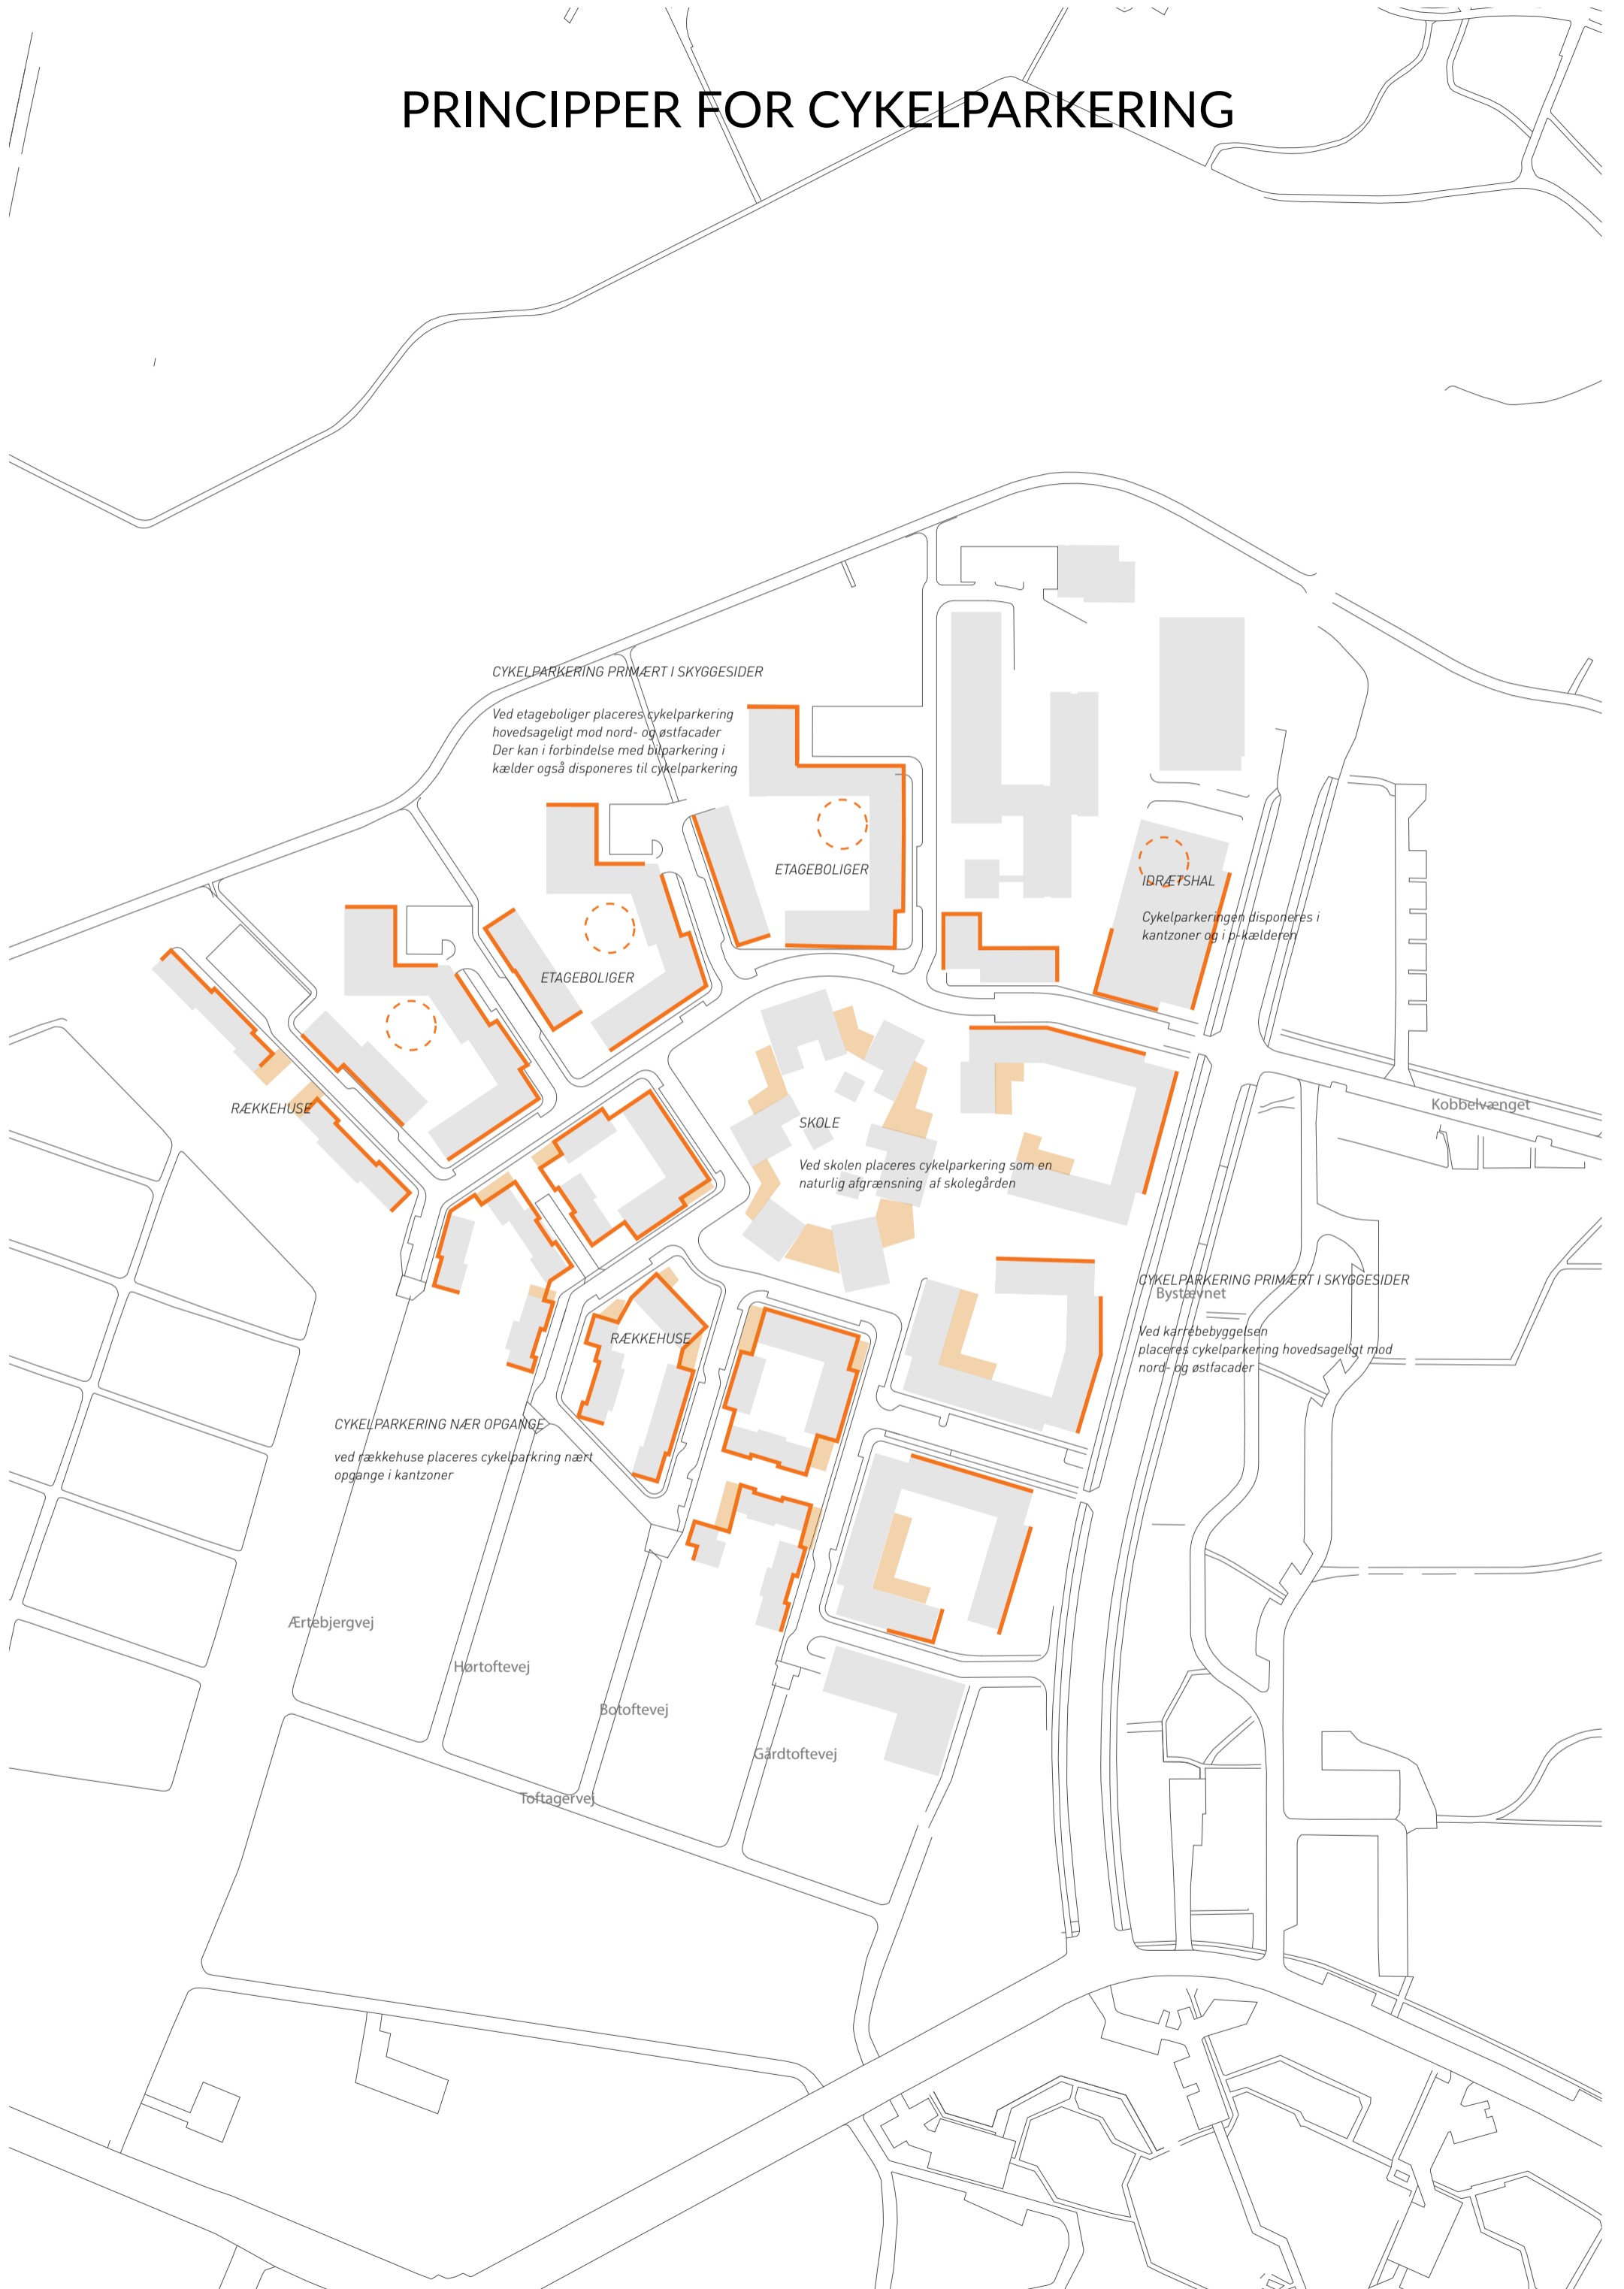 PRINCIPPER FOR CYKELPARKERING
CYKELPARKERING PRIMÆRT I SKYGGESIDER
Ved etageboliger placeres cykelparkering
hovedsageligt mod nord- og østfacader
Der kan i forbindelse med bilparkering i
kælder også disponeres til cykelparkering
ETAGEBOLIGER
IDRÆTSHAL
Cykelparkeringen disponeres i
kantzoner og i p-kælderen
ETAGEBOLIGER
RÆKKEHUSE
Kobbelvænget
SKOLE
Ved skolen placeres cykelparkering som en
naturlig afgrænsning af skolegården
CYKELPARKERING PRIMÆRT I SKYGGESIDER
Bystævnet
Ved karrébebyggelsen
placeres cykelparkering hovedsageligt mod
nord- og østfacader
RÆKKEHUSE
CYKELPARKERING NÆR OPGANGE
ved rækkehuse placeres cykelparkring nært
opgange i kantzoner
Ærtebjergvej
Hørtoftevej
Botoftevej
Gårdtoftevej
Toftagervej